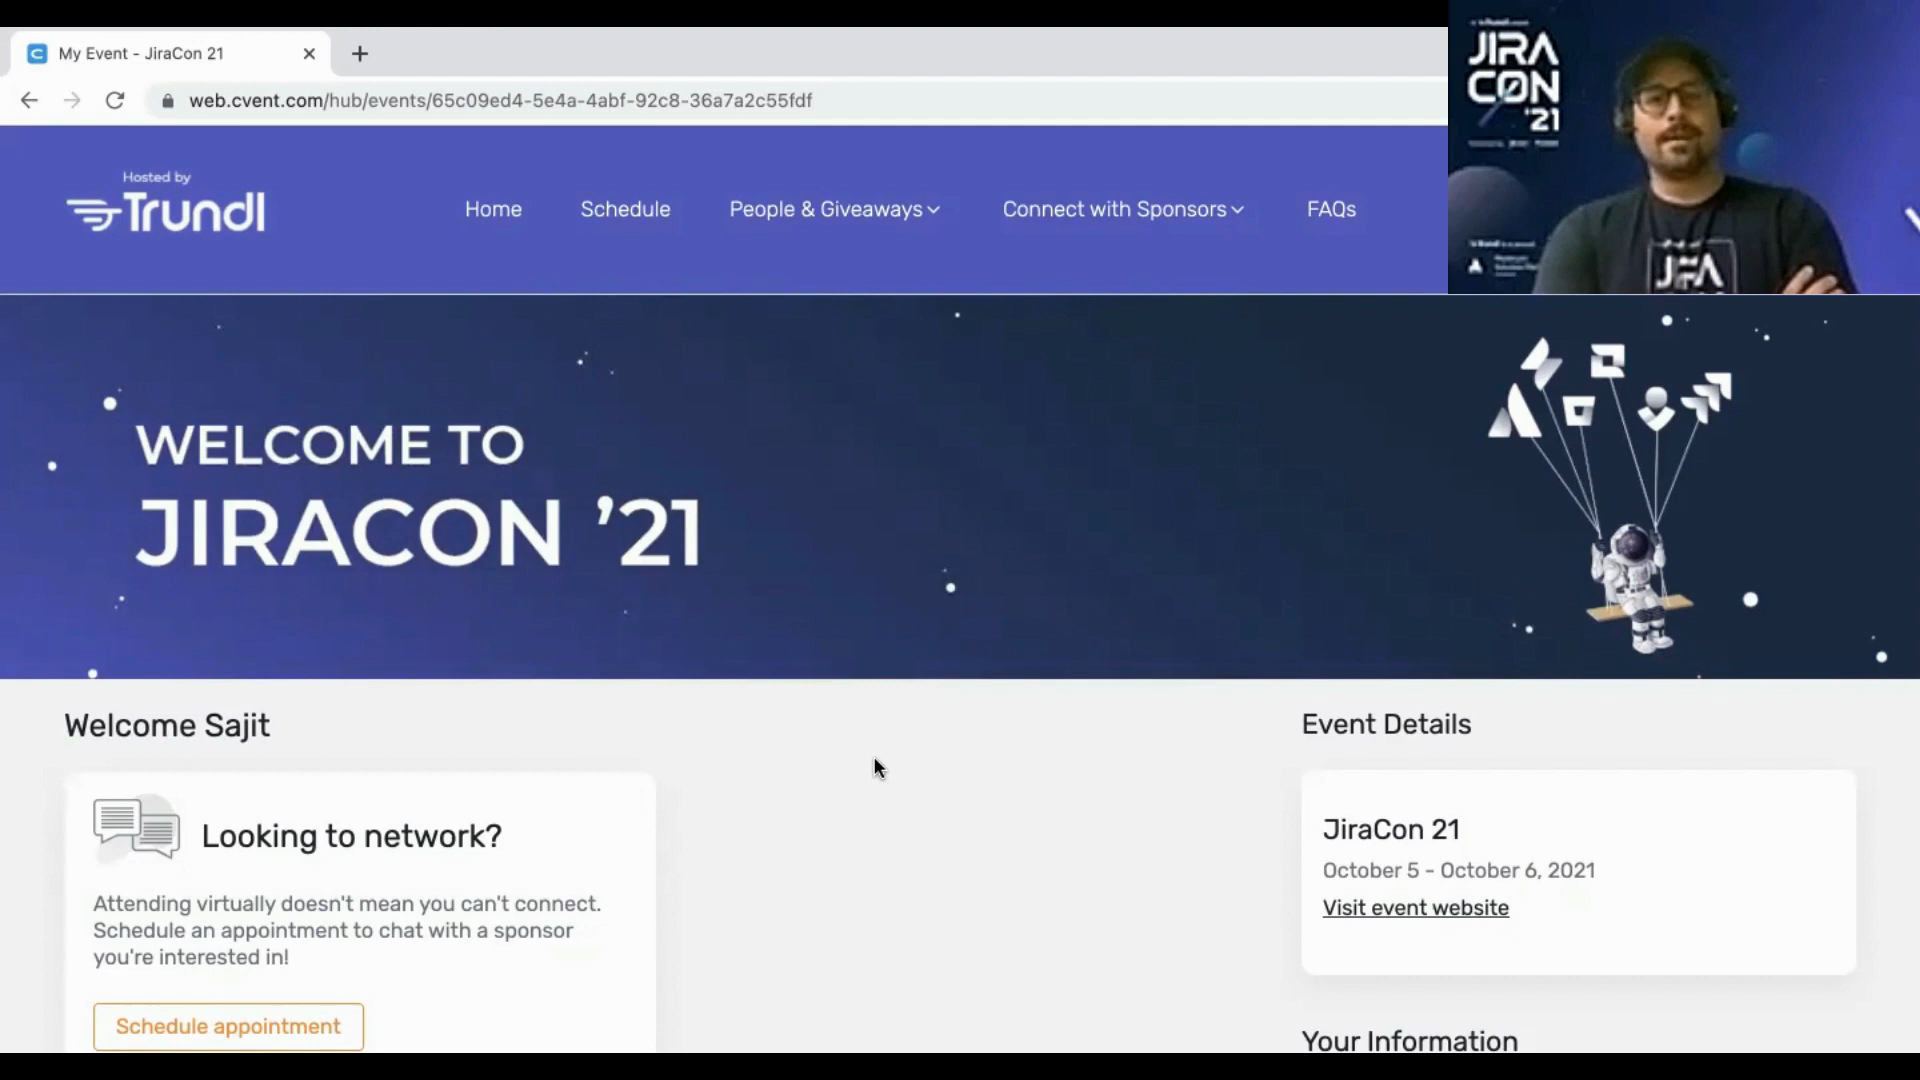 My Event - JiraCon 21
web.cvent.com/hub/events/65c09ed4-5e4a-4abf-92c8-36a7a2c55fdf
Hosted by
Trundl
Home
Schedule
People & Giveaways
Connect with Sponsors
FAQs
JIRA
CON
'21
WELCOME TO
JIRACON ’21
Welcome Sajit
Looking to network?
Attending virtually doesn't mean you can't connect.
Schedule an appointment to chat with a sponsor
you're interested in!
Schedule appointment
Event Details
JiraCon 21
October 5 - October 6, 2021
Visit event website
Your Information